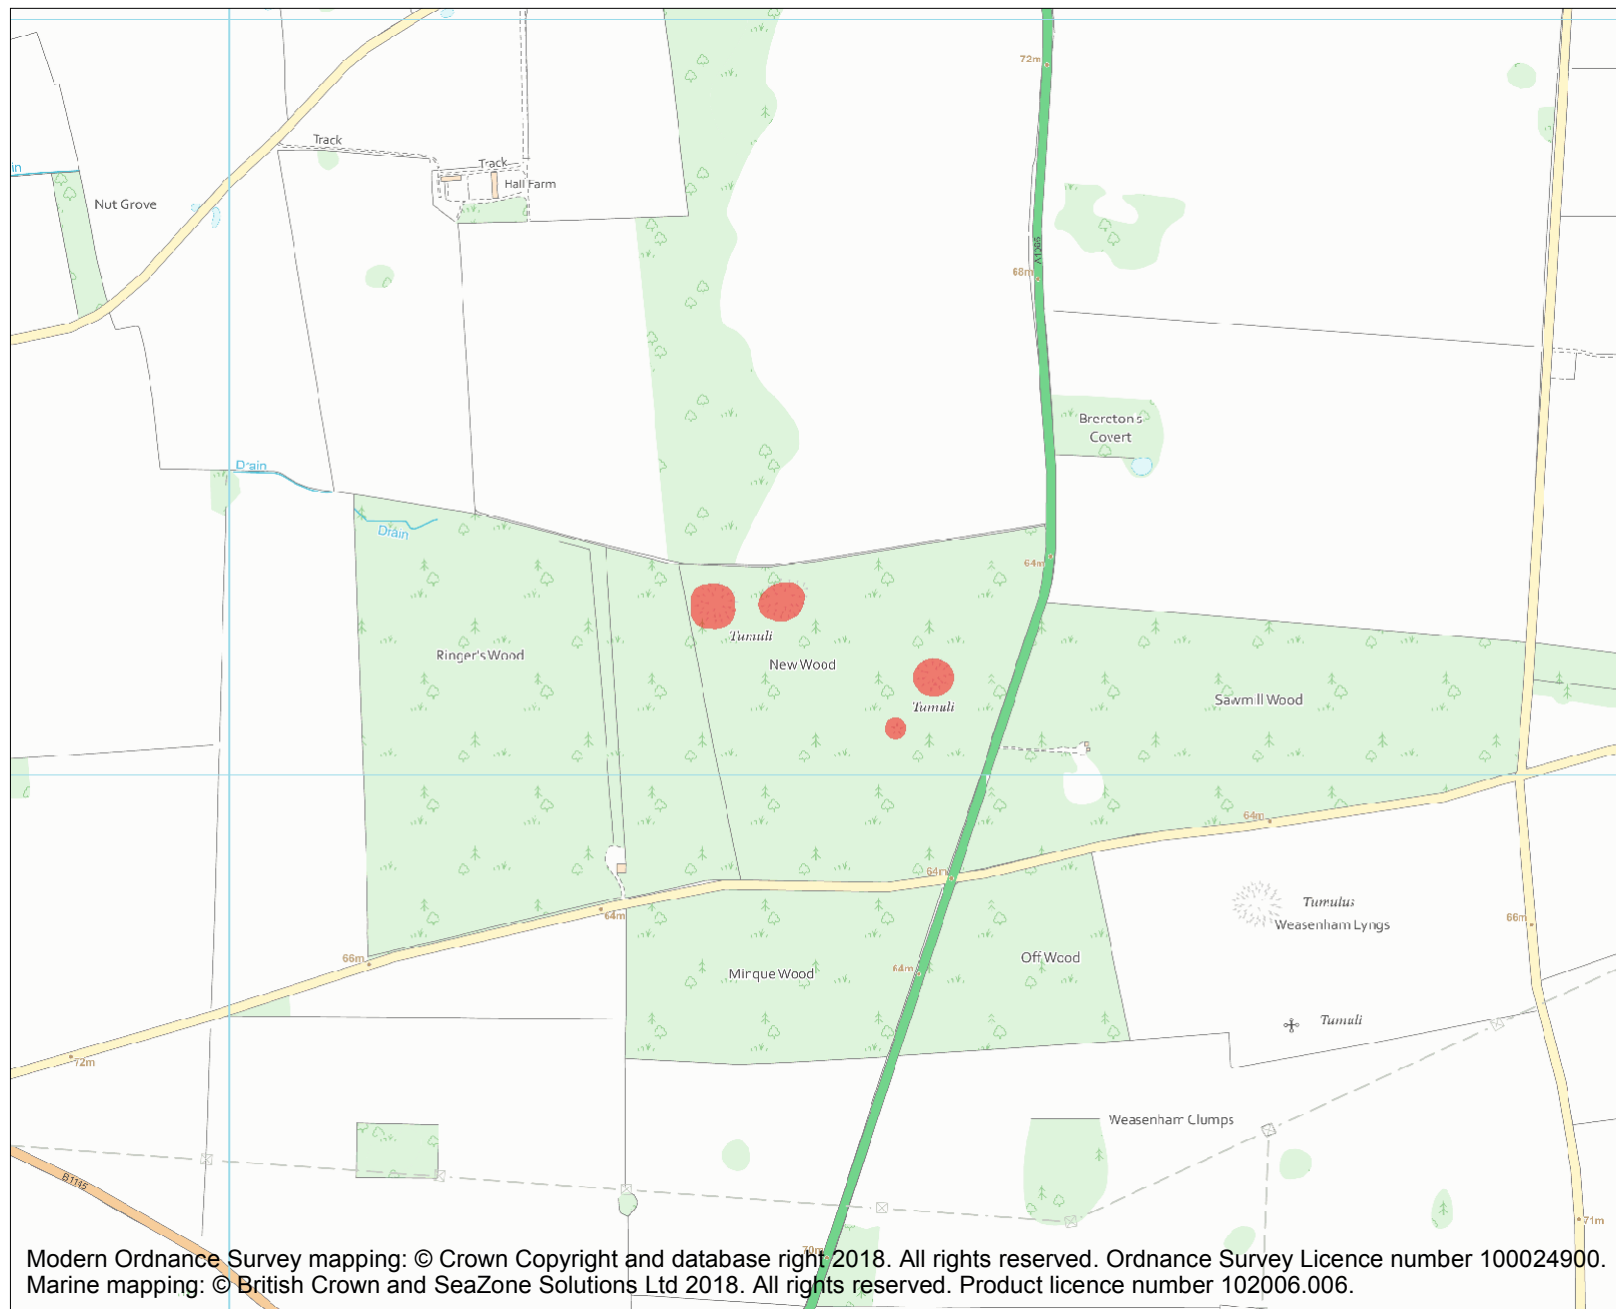 72m
Track
Track
Hall Farm
in
Nut Grove
A1065
68m
Brereton's
Covert
Drain
Drain
64m
Tumuli
Ringer's Wood
New Wood
Sawmill Wood
Tumuli
64m
64m
Tumulus
64m
66m
Weasenham Lyngs
66m
Off Wood
64m
Mirque Wood
Tumuli
72m
Weasenham Clumps
B1145
71m
70m
Modern Ordnance Survey mapping: © Crown Copyright and database right 2018. All rights reserved. Ordnance Survey Licence number 100024900.
Marine mapping: © British Crown and SeaZone Solutions Ltd 2018. All rights reserved. Product licence number 102006.006.